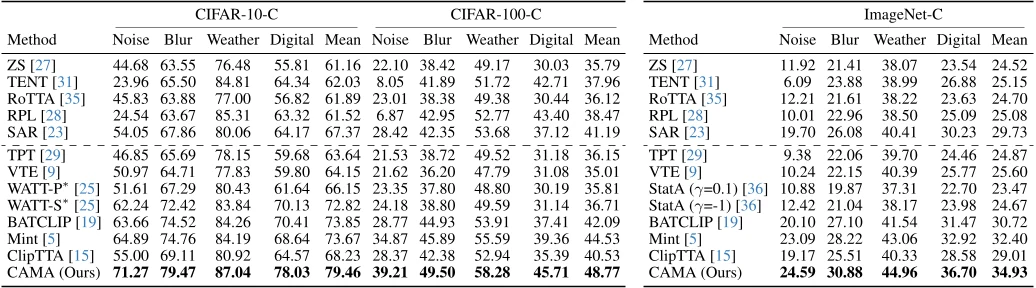 CIFAR-10-C CIFAR-100-C
Method Noise Blur Weather Digital Mean Noise Blur Weather Digital Mean
ZS [27] 44.68 63.55 76.48 55.81 61.16 22.10 38.42 49.17 30.03 35.79
TENT [31] 23.96 65.50 84.81 64.34 62.03 8.05 41.89 51.72 42.71 37.96
RoTTA [35] 45.83 63.88 77.00 56.82 61.89 23.01 38.38 49.38 30.44 36.12
RPL [28] 24.54 63.67 85.31 63.32 61.52 6.87 42.95 52.77 43.40 38.47
SAR [23] 54.05 67.86 80.06 64.17 67.37 28.42 42.35 53.68 37.12 41.19
TPT [29] 46.85 65.69 78.15 59.68 63.64 21.53 38.72 49.52 31.18 36.15
VTE [9] 50.97 64.71 77.83 59.80 64.15 21.62 36.20 47.79 31.08 35.01
WATT-P* [25] 51.61 67.29 80.43 61.64 66.15 23.35 37.80 48.80 30.19 35.81
WATT-S* [25] 62.24 72.42 83.84 70.13 72.82 24.18 38.80 49.59 31.14 36.71
BATCLIP [19] 63.66 74.52 84.26 70.41 73.85 28.77 44.93 53.91 37.41 42.09
Mint [5] 64.89 74.76 84.19 68.64 73.67 34.87 45.89 55.59 39.36 44.53
ClipTTA [15] 55.00 69.11 80.92 64.57 68.23 28.37 42.38 52.94 35.39 40.53
CAMA (Ours) 71.27 79.47 87.04 78.03 79.46 39.21 49.50 58.28 45.71 48.77
ImageNet-C
Method Noise Blur Weather Digital Mean
ZS [27] 11.92 21.41 38.07 23.54 24.52
TENT [31] 6.09 23.88 38.99 26.88 25.15
RoTTA [35] 12.21 21.61 38.22 23.63 24.70
RPL [28] 10.01 22.96 38.50 25.09 25.08
SAR [23] 19.70 26.08 40.41 30.23 29.73
TPT [29] 9.38 22.06 39.70 24.46 24.87
VTE [9] 10.24 22.15 40.39 25.77 25.60
StatA (γ=0.1) [36] 10.88 19.87 37.31 22.70 23.47
StatA (γ=-1) [36] 12.42 21.04 38.17 23.98 24.67
BATCLIP [19] 20.10 27.10 41.54 31.47 30.72
Mint [5] 23.09 28.22 43.06 32.92 32.40
ClipTTA [15] 19.17 25.51 40.33 28.58 29.01
CAMA (Ours) 24.59 30.88 44.96 36.70 34.93